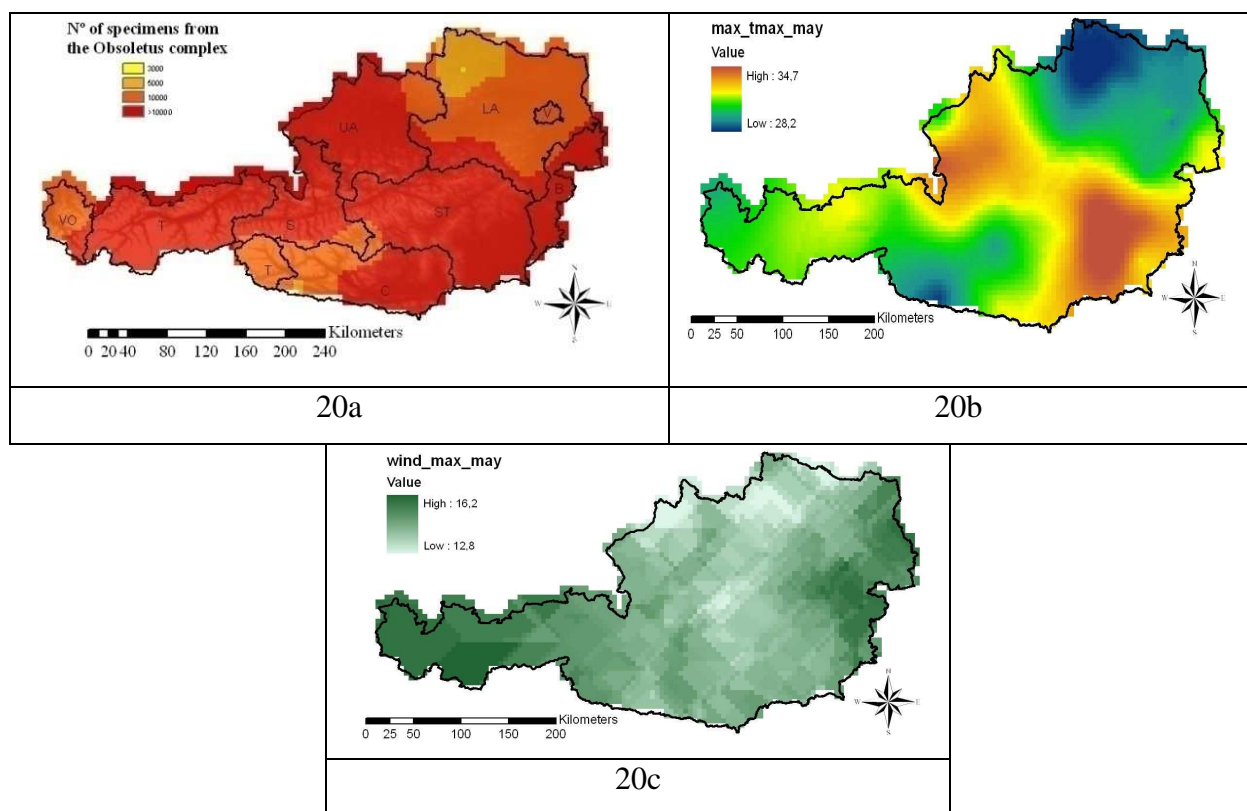 Nº of specimens from
the Obsoletus complex
3000
5000
10000
>10000
UA
LA
V
VO
T
S
ST
B
T
C
N
W
E
S
Kilometers
0 20 40 80 120 160 200 240
20a
max_tmax_may
Value
High : 34,7
Low : 28,2
N
W
E
S
Kilometers
0 25 50 100 150 200
20b
wind_max_may
Value
High : 16,2
Low : 12,8
N
W
E
S
Kilometers
0 25 50 100 150 200
20c